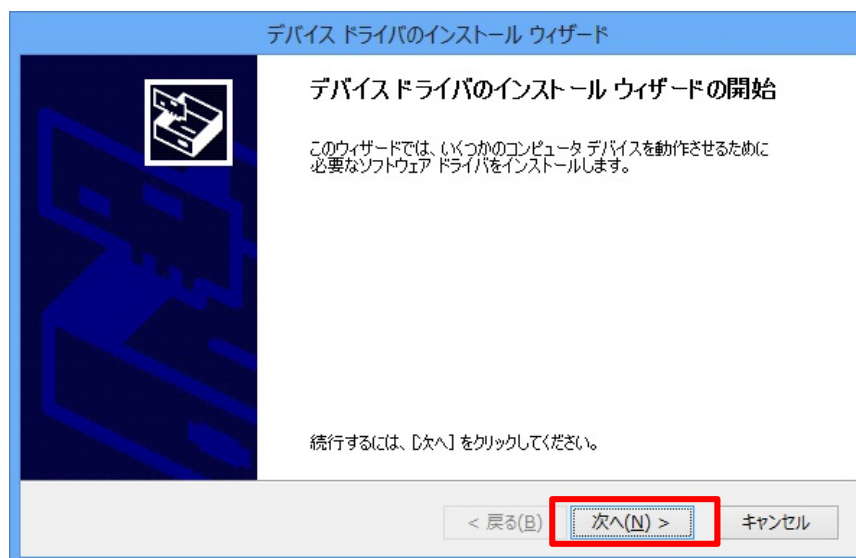 デバイス ドライバのインストール ウィザード
デバイス ドライバのインストール ウィザードの開始
このウィザードでは、いくつかのコンピュータ デバイスを動作させるために
必要なソフトウェア ドライバをインストールします。
続行するには、[次へ] をクリックしてください。
< 戻る(B) 次へ(N) > キャンセル